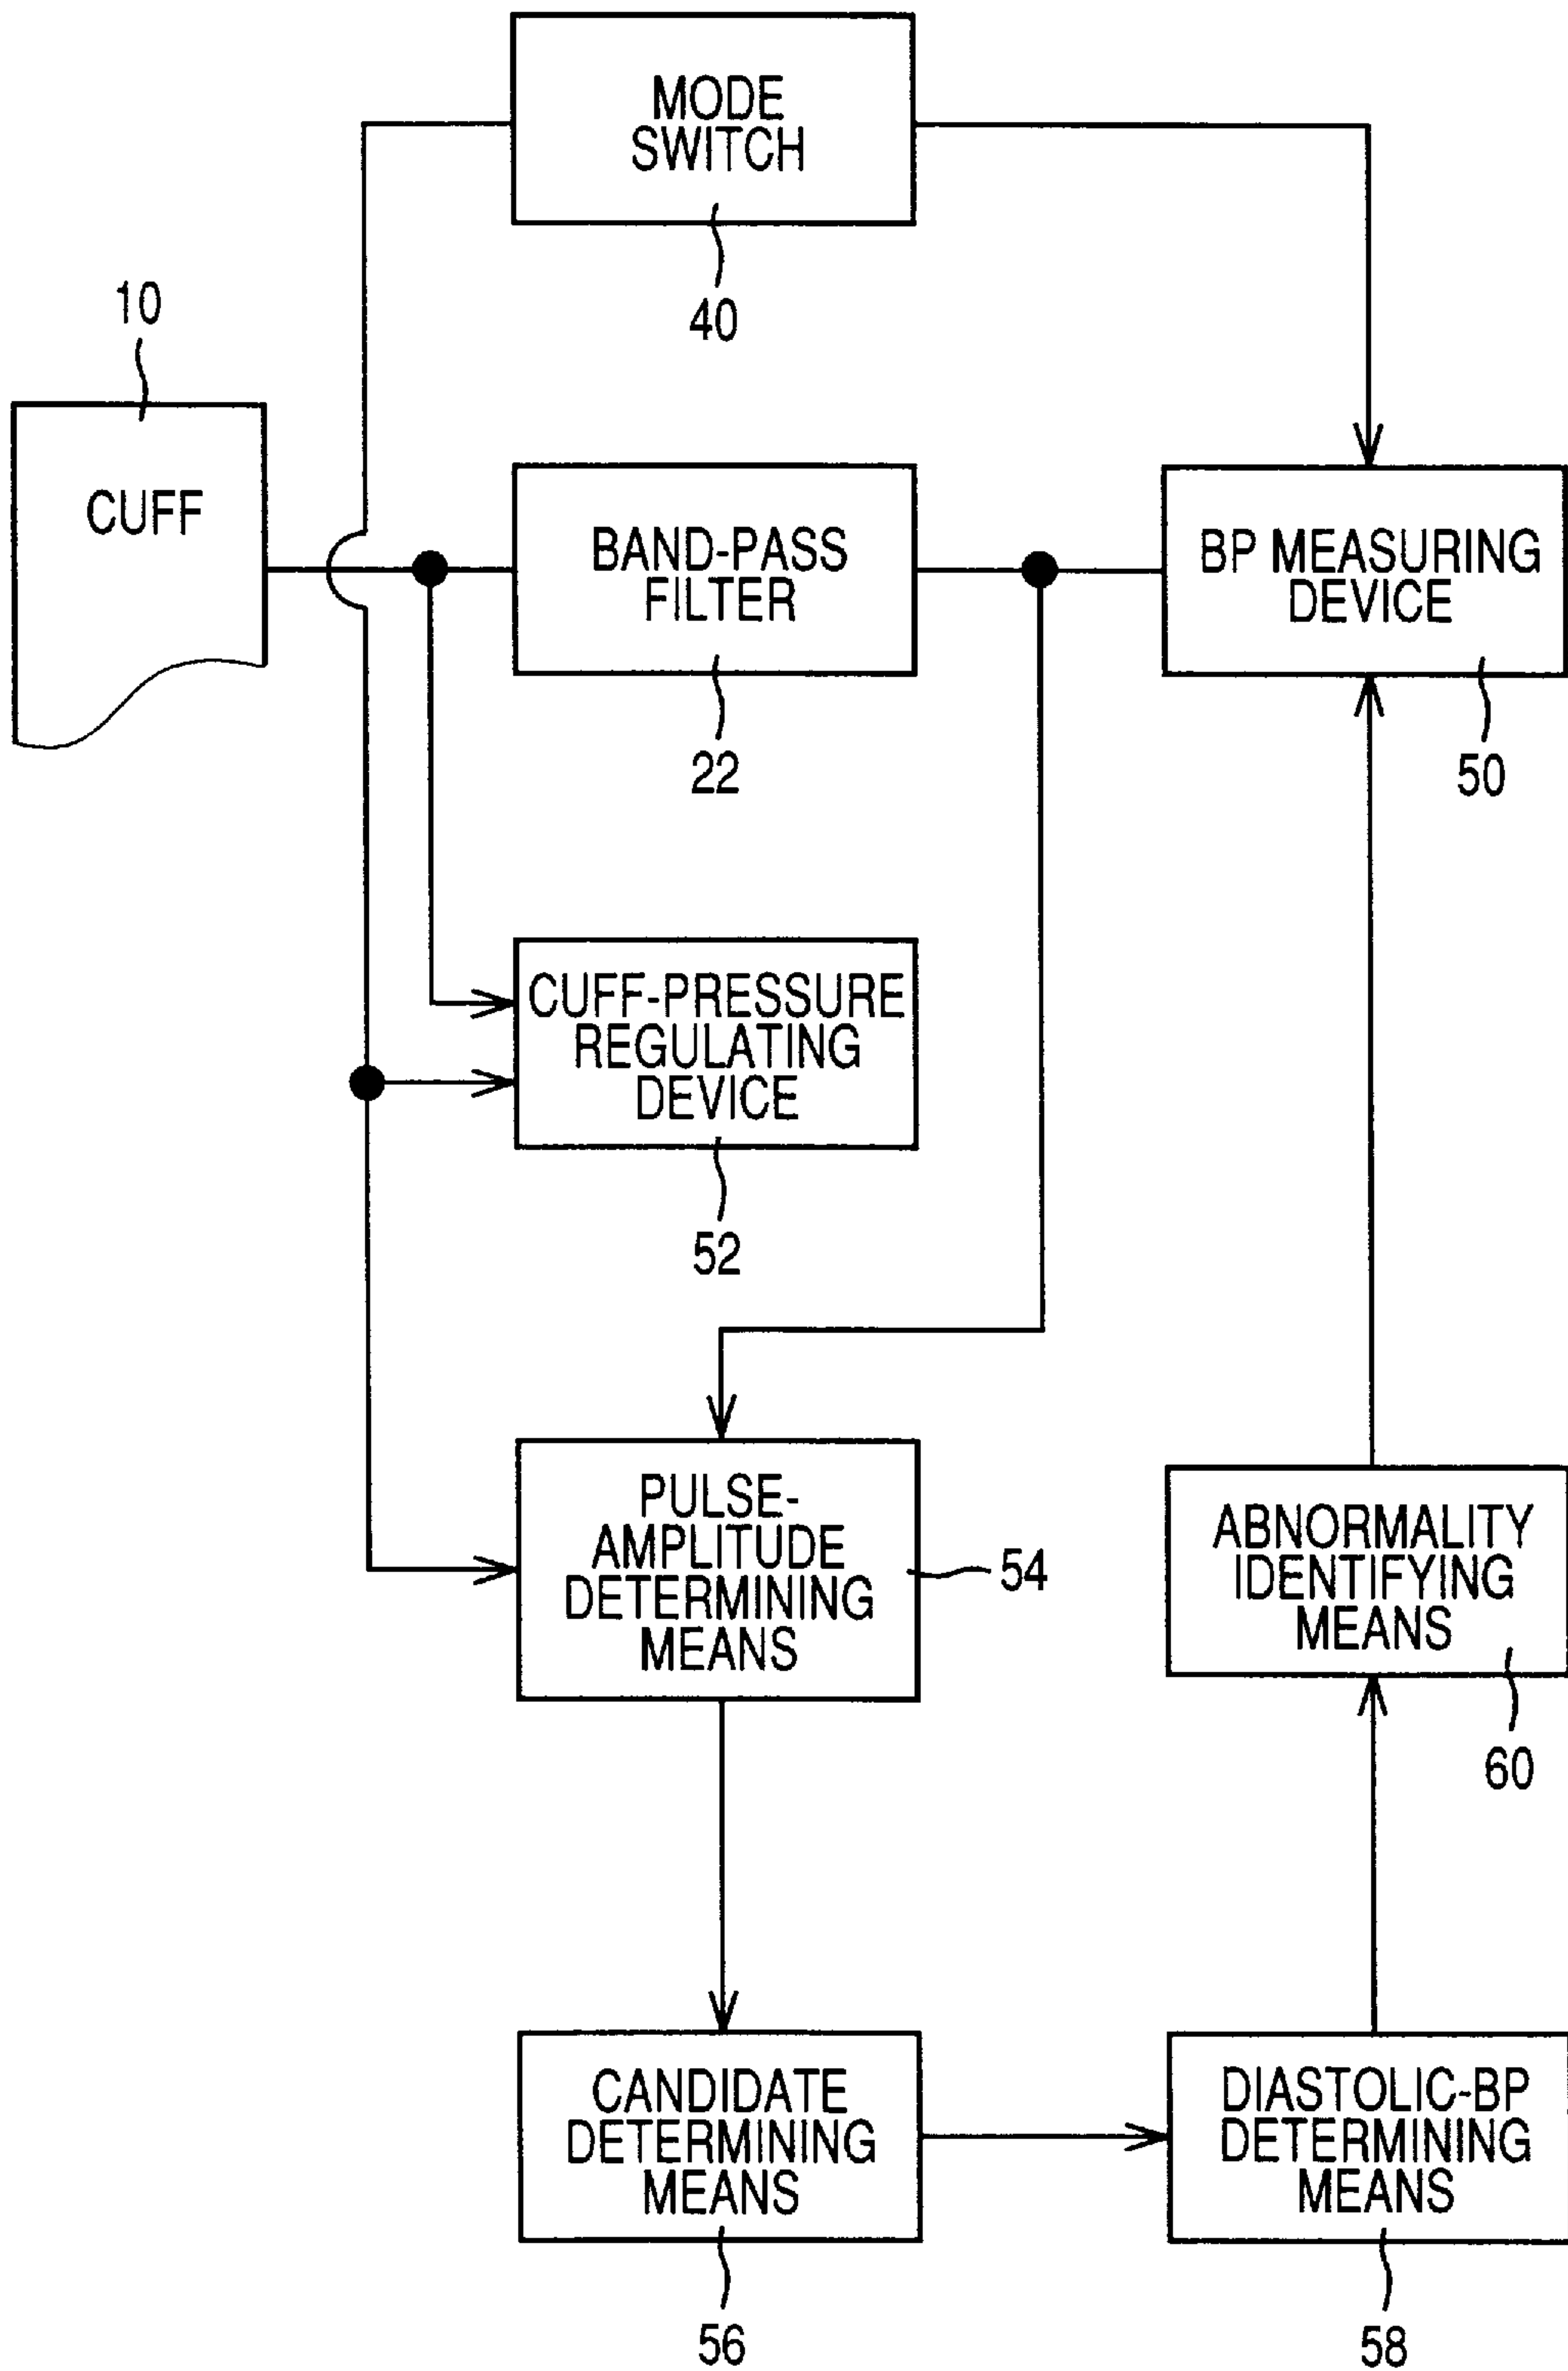 MODE
SWITCH
40
10
CUFF
BAND-PASS
FILTER
22
BP MEASURING
DEVICE
50
CUFF-PRESSURE
REGULATING
DEVICE
52
PULSE-
AMPLITUDE
DETERMINING
MEANS
54
ABNORMALITY
IDENTIFYING
MEANS
60
CANDIDATE
DETERMINING
MEANS
56
DIASTOLIC-BP
DETERMINING
MEANS
58